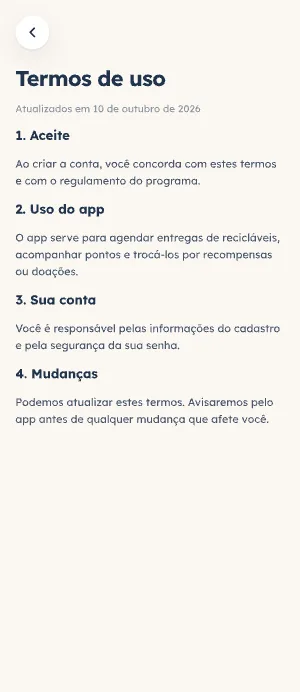 Termos de uso
Atualizados em 10 de outubro de 2026
1. Aceite
Ao criar a conta, você concorda com estes termos
e com o regulamento do programa.
2. Uso do app
O app serve para agendar entregas de recicláveis,
acompanhar pontos e trocá-los por recompensas
ou doações.
3. Sua conta
Você é responsável pelas informações do cadastro
e pela segurança da sua senha.
4. Mudanças
Podemos atualizar estes termos. Avisaremos pelo
app antes de qualquer mudança que afete você.